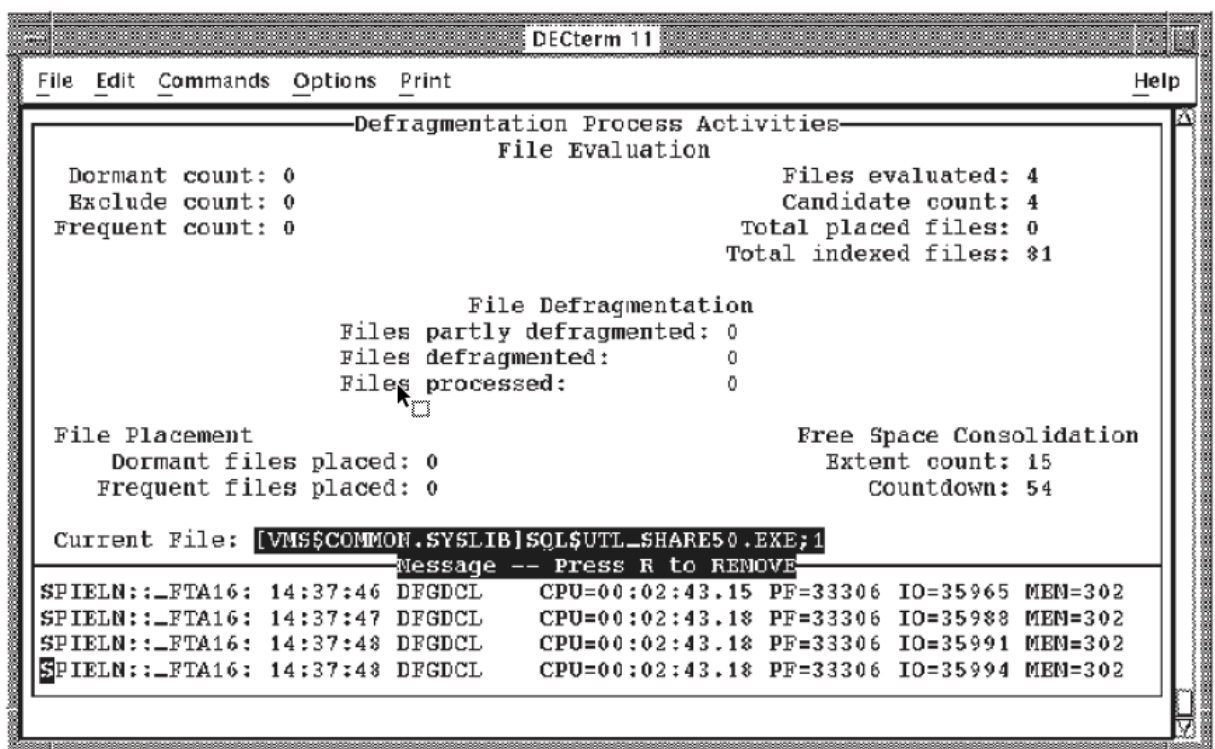 DECterm 11
File Edit Commands Options Print Help
Defragmentation Process Activities
File Evaluation
Dormant count: 0 Files evaluated: 4
Exclude count: 0 Candidate count: 4
Frequent count: 0 Total placed files: 0
Total indexed files: 81
File Defragmentation
Files partly defragmented: 0
Files defragmented: 0
Files processed: 0
File Placement Free Space Consolidation
Dormant files placed: 0 Extent count: 15
Frequent files placed: 0 Countdown: 54
Current File: [VMS$COMMON.SYSLIB]SQL$UTL_SHARE50.EXE;1
Message -- Press R to REMOVE
SPIELN::_FTA16: 14:37:46 DFGDCL CPU=00:02:43.15 PF=33306 IO=35965 MEM=302
SPIELN::_FTA16: 14:37:47 DFGDCL CPU=00:02:43.18 PF=33306 IO=35988 MEM=302
SPIELN::_FTA16: 14:37:48 DFGDCL CPU=00:02:43.18 PF=33306 IO=35991 MEM=302
SPIELN::_FTA16: 14:37:48 DFGDCL CPU=00:02:43.18 PF=33306 IO=35994 MEM=302